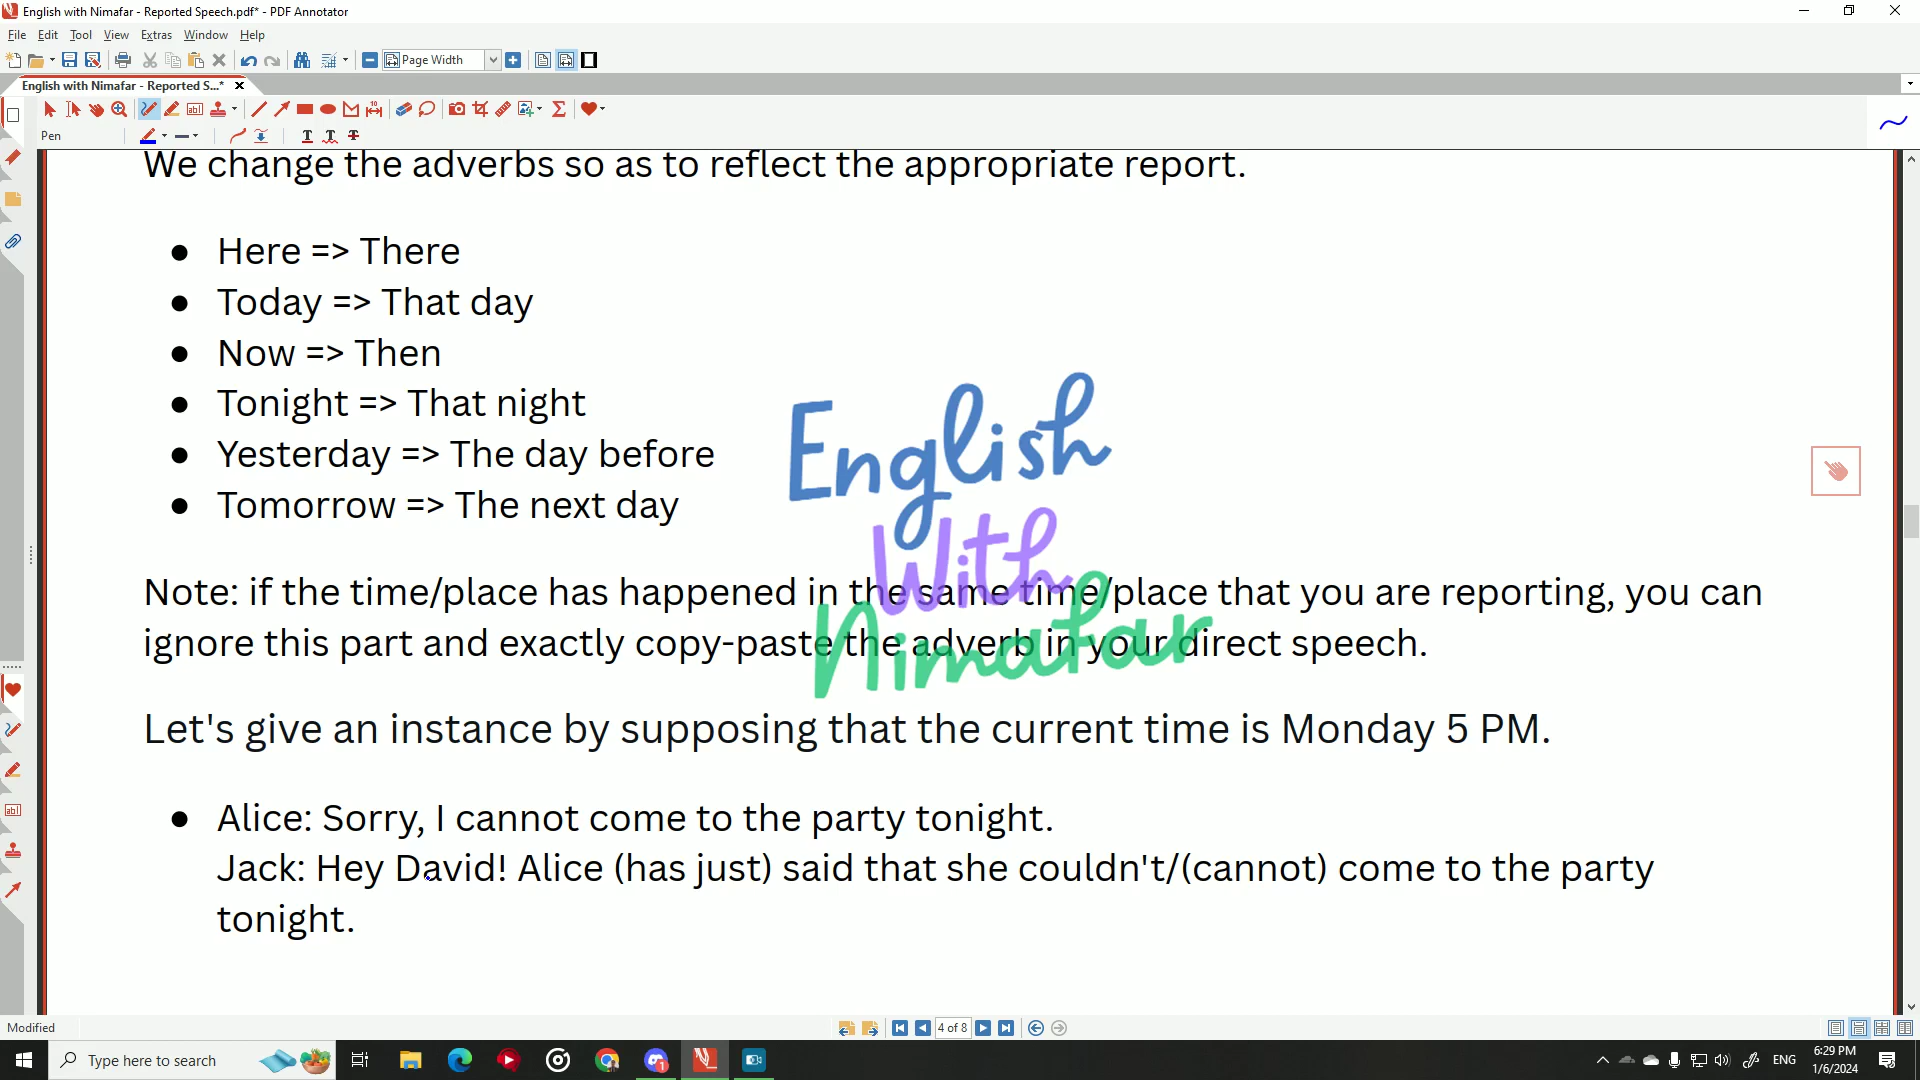 English with Nimafar - Reported Speech.pdf* - PDF Annotator
File Edit Tool View Extras Window Help
Page Width
English with Nimafar - Reported S...*
Pen
We change the adverbs so as to reflect the appropriate report.
● Here => There
● Today => That day
● Now => Then
● Tonight => That night
● Yesterday => The day before
● Tomorrow => The next day
English
With
Nimafar
Note: if the time/place has happened in the same time/place that you are reporting, you can
ignore this part and exactly copy-paste the adverb in your direct speech.
Let's give an instance by supposing that the current time is Monday 5 PM.
● Alice: Sorry, I cannot come to the party tonight.
Jack: Hey David! Alice (has just) said that she couldn't/(cannot) come to the party
tonight.
Modified
4 of 8
Type here to search
ENG
6:29 PM
1/6/2024